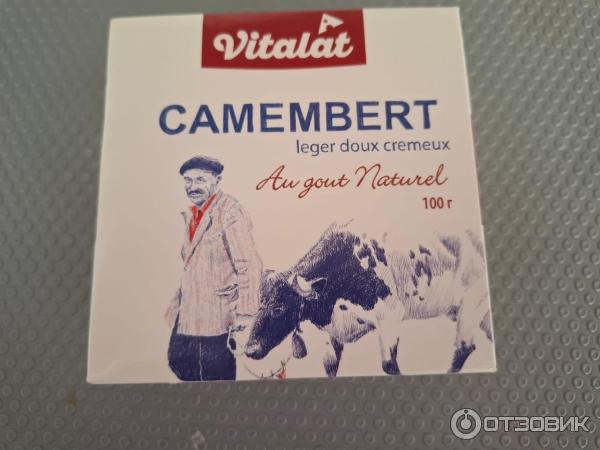 Vitalat
CAMEMBERT
leger doux cremeux
Au gout Naturel
100 г
ОТЗОВИК